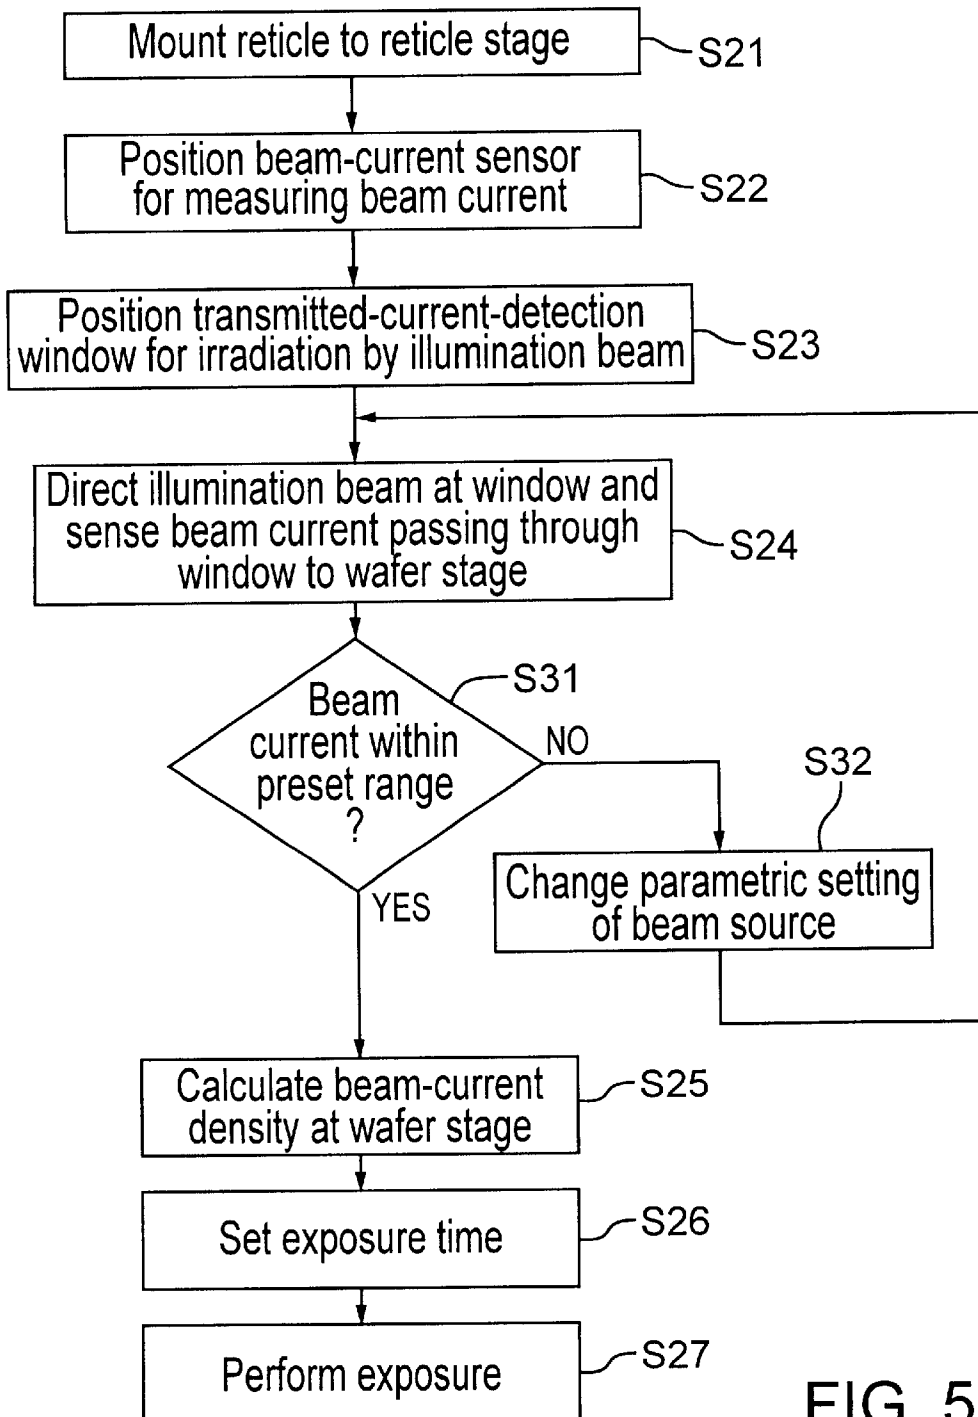 Mount reticle to reticle stage
S21
Position beam-current sensor
for measuring beam current
S22
Position transmitted-current-detection
window for irradiation by illumination beam
S23
Direct illumination beam at window and
sense beam current passing through
window to wafer stage
S24
Beam
current within
preset range
?
S31
NO
YES
S32
Change parametric setting
of beam source
Calculate beam-current
density at wafer stage
S25
Set exposure time
S26
Perform exposure
S27
FIG. 5